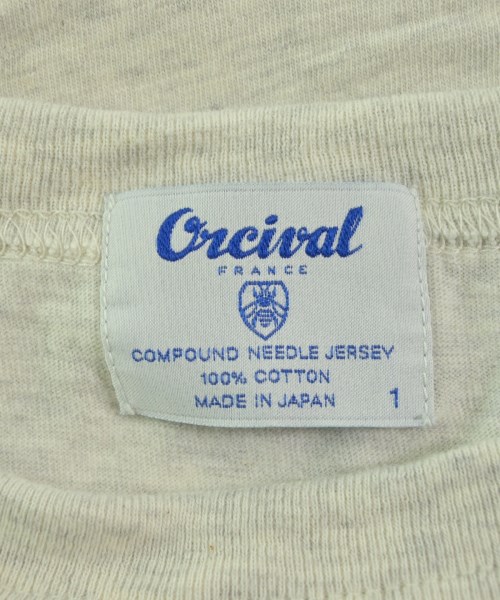 Orcival
FRANCE
COMPOUND NEEDLE JERSEY
100% COTTON
MADE IN JAPAN 1